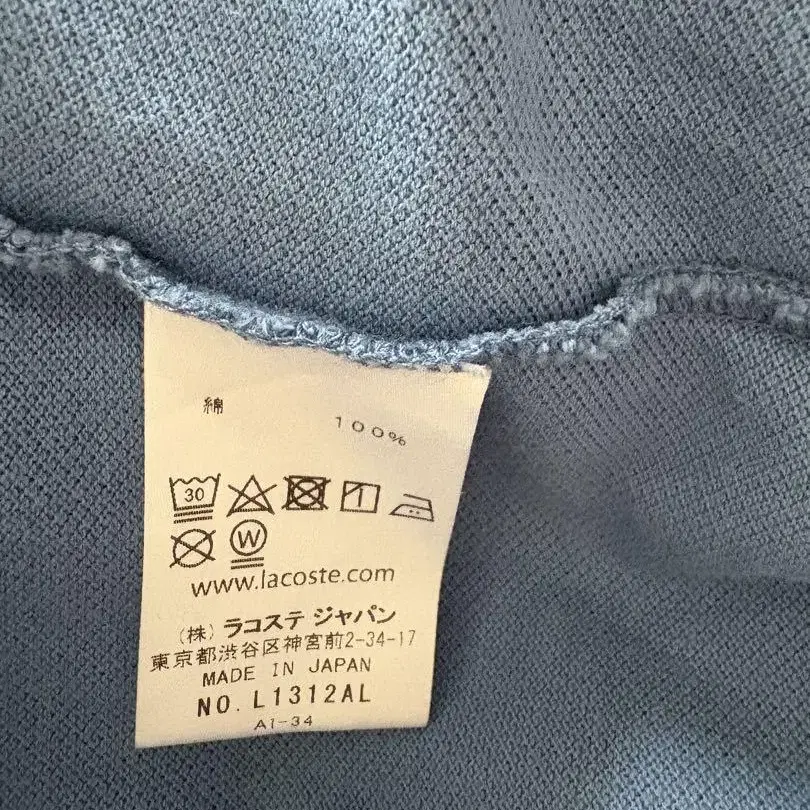 綿 100%
30
W
www.lacoste.com
(株) ラコステ ジャパン
東京都渋谷区神宮前2-34-17
MADE IN JAPAN
NO. L1312AL
A1-34